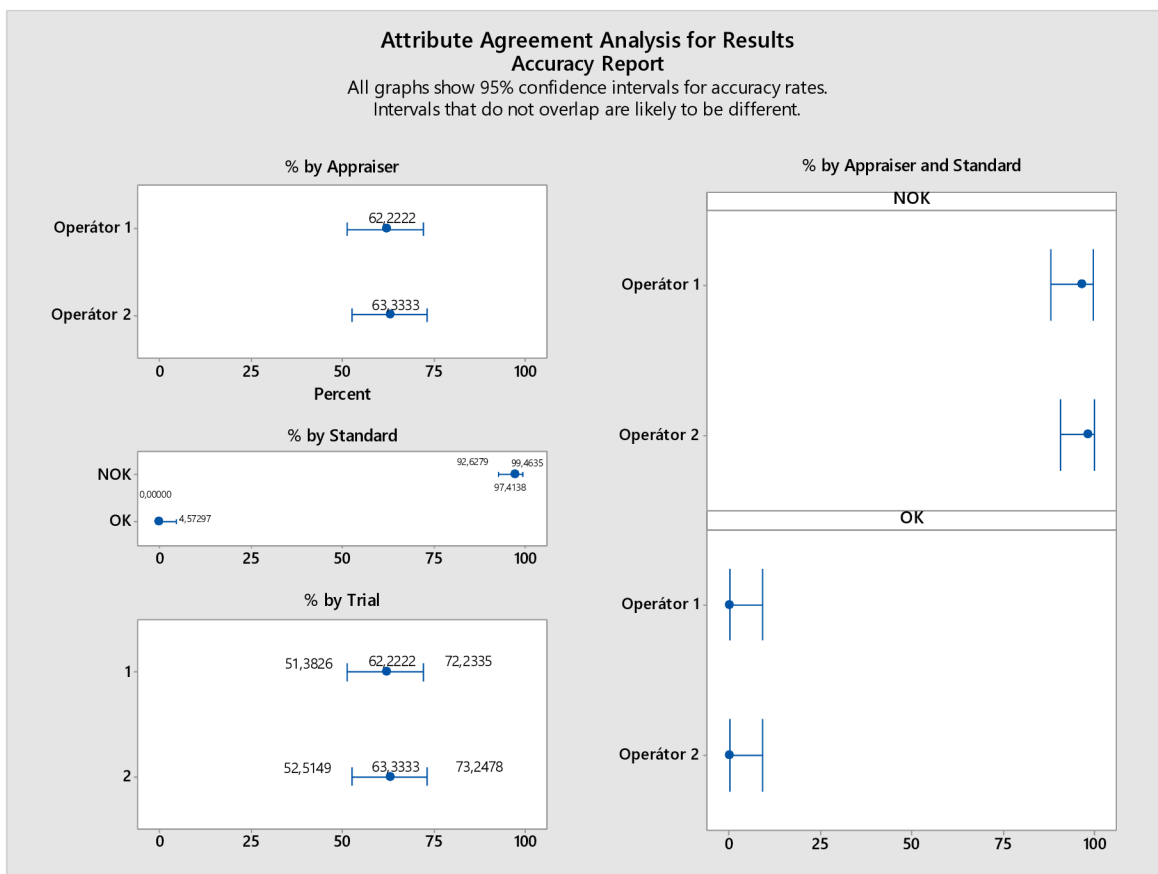 Attribute Agreement Analysis for Results
Accuracy Report
All graphs show 95% confidence intervals for accuracy rates.
Intervals that do not overlap are likely to be different.
% by Appraiser
Operátor 1
62,2222
Operátor 2
63,3333
0 25 50 75 100
Percent
% by Standard
NOK
92,6279 99,4635
97,4138
0,00000
OK
4,57297
0 25 50 75 100
% by Trial
1
51,3826 62,2222 72,2335
2
52,5149 63,3333 73,2478
0 25 50 75 100
% by Appraiser and Standard
NOK
Operátor 1
Operátor 2
OK
Operátor 1
Operátor 2
0 25 50 75 100